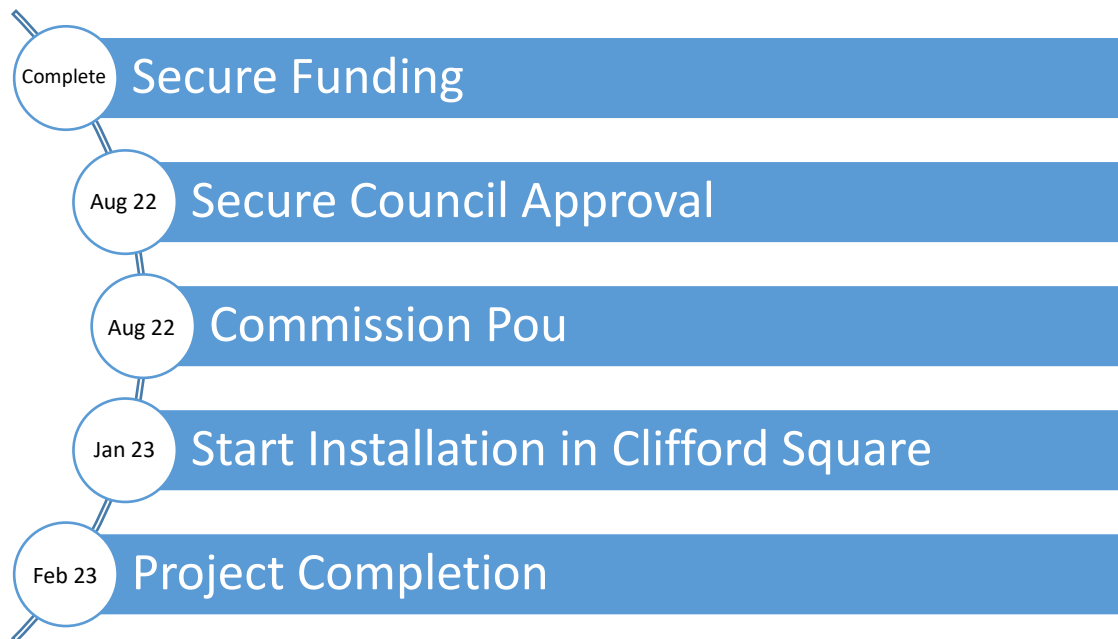 Complete
Secure Funding
Aug 22
Secure Council Approval
Aug 22
Commission Pou
Jan 23
Start Installation in Clifford Square
Feb 23
Project Completion